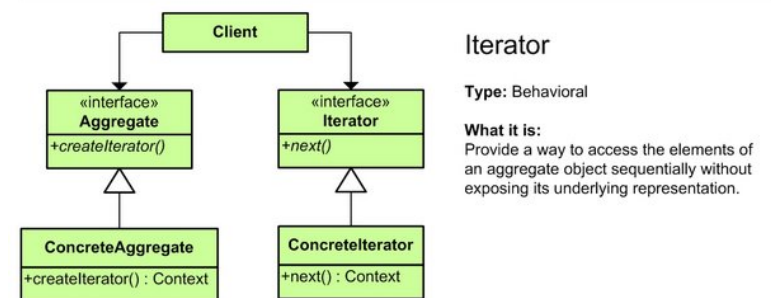 Client
«interface»
Aggregate
+createIterator()
«interface»
Iterator
+next()
ConcreteAggregate
+createIterator() : Context
ConcreteIterator
+next() : Context
Iterator
Type: Behavioral
What it is:
Provide a way to access the elements of
an aggregate object sequentially without
exposing its underlying representation.